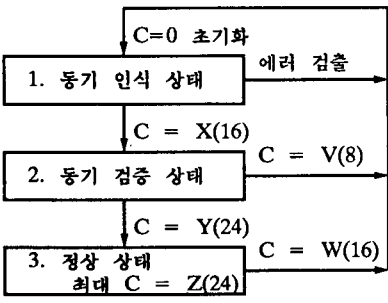 C=0 초기화
1. 동기 인식 상태
에러 검출
C = X(16)
2. 동기 검증 상태
C = V(8)
C = Y(24)
3. 정상 상태
최대 C = Z(24)
C = W(16)